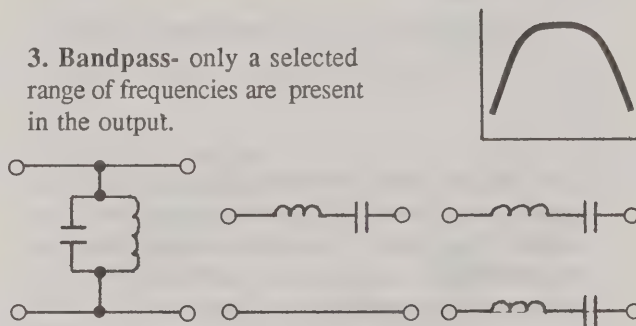 3. Bandpass- only a selected
range of frequencies are present
in the output.